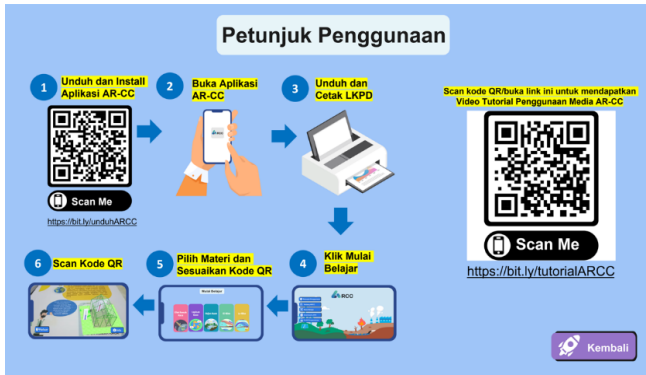 Petunjuk Penggunaan
1
Unduh dan Install
Aplikasi AR-CC
Scan Me
https://bit.ly/unduhARCC
2
Buka Aplikasi
AR-CC
3
Unduh dan
Cetak LKPD
4
Klik Mulai
Belajar
5
Pilih Materi dan
Sesuaikan Kode QR
6
Scan Kode QR
Scan kode QR/buka link ini untuk mendapatkan
Video Tutorial Penggunaan Media AR-CC
Scan Me
https://bit.ly/tutorialARCC
Kembali